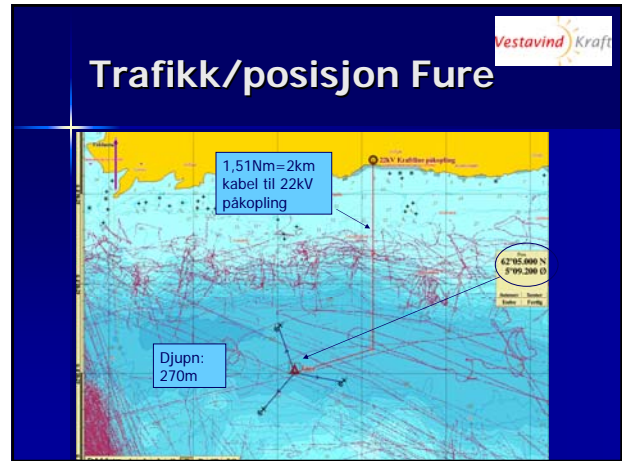 Vestavind Kraft
Trafikk/posisjon Fure
22kV Kraftline påkopling
1,51Nm=2km
kabel til 22kV
påkopling
62°05.000 N
5°09.200 Ø
Djupn:
270m